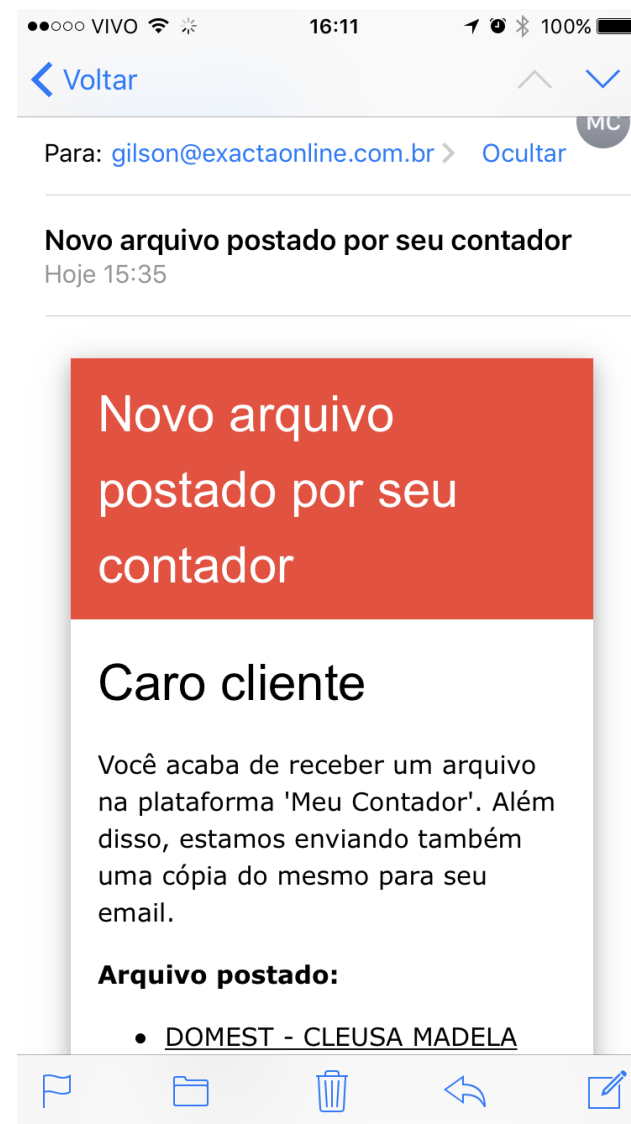 VIVO 16:11 100%
Voltar
MC
Para: gilson@exactaonline.com.br Ocultar
Novo arquivo postado por seu contador
Hoje 15:35
Novo arquivo
postado por seu
contador
Caro cliente
Você acaba de receber um arquivo
na plataforma 'Meu Contador'. Além
disso, estamos enviando também
uma cópia do mesmo para seu
email.
Arquivo postado:
DOMEST - CLEUSA MADELA